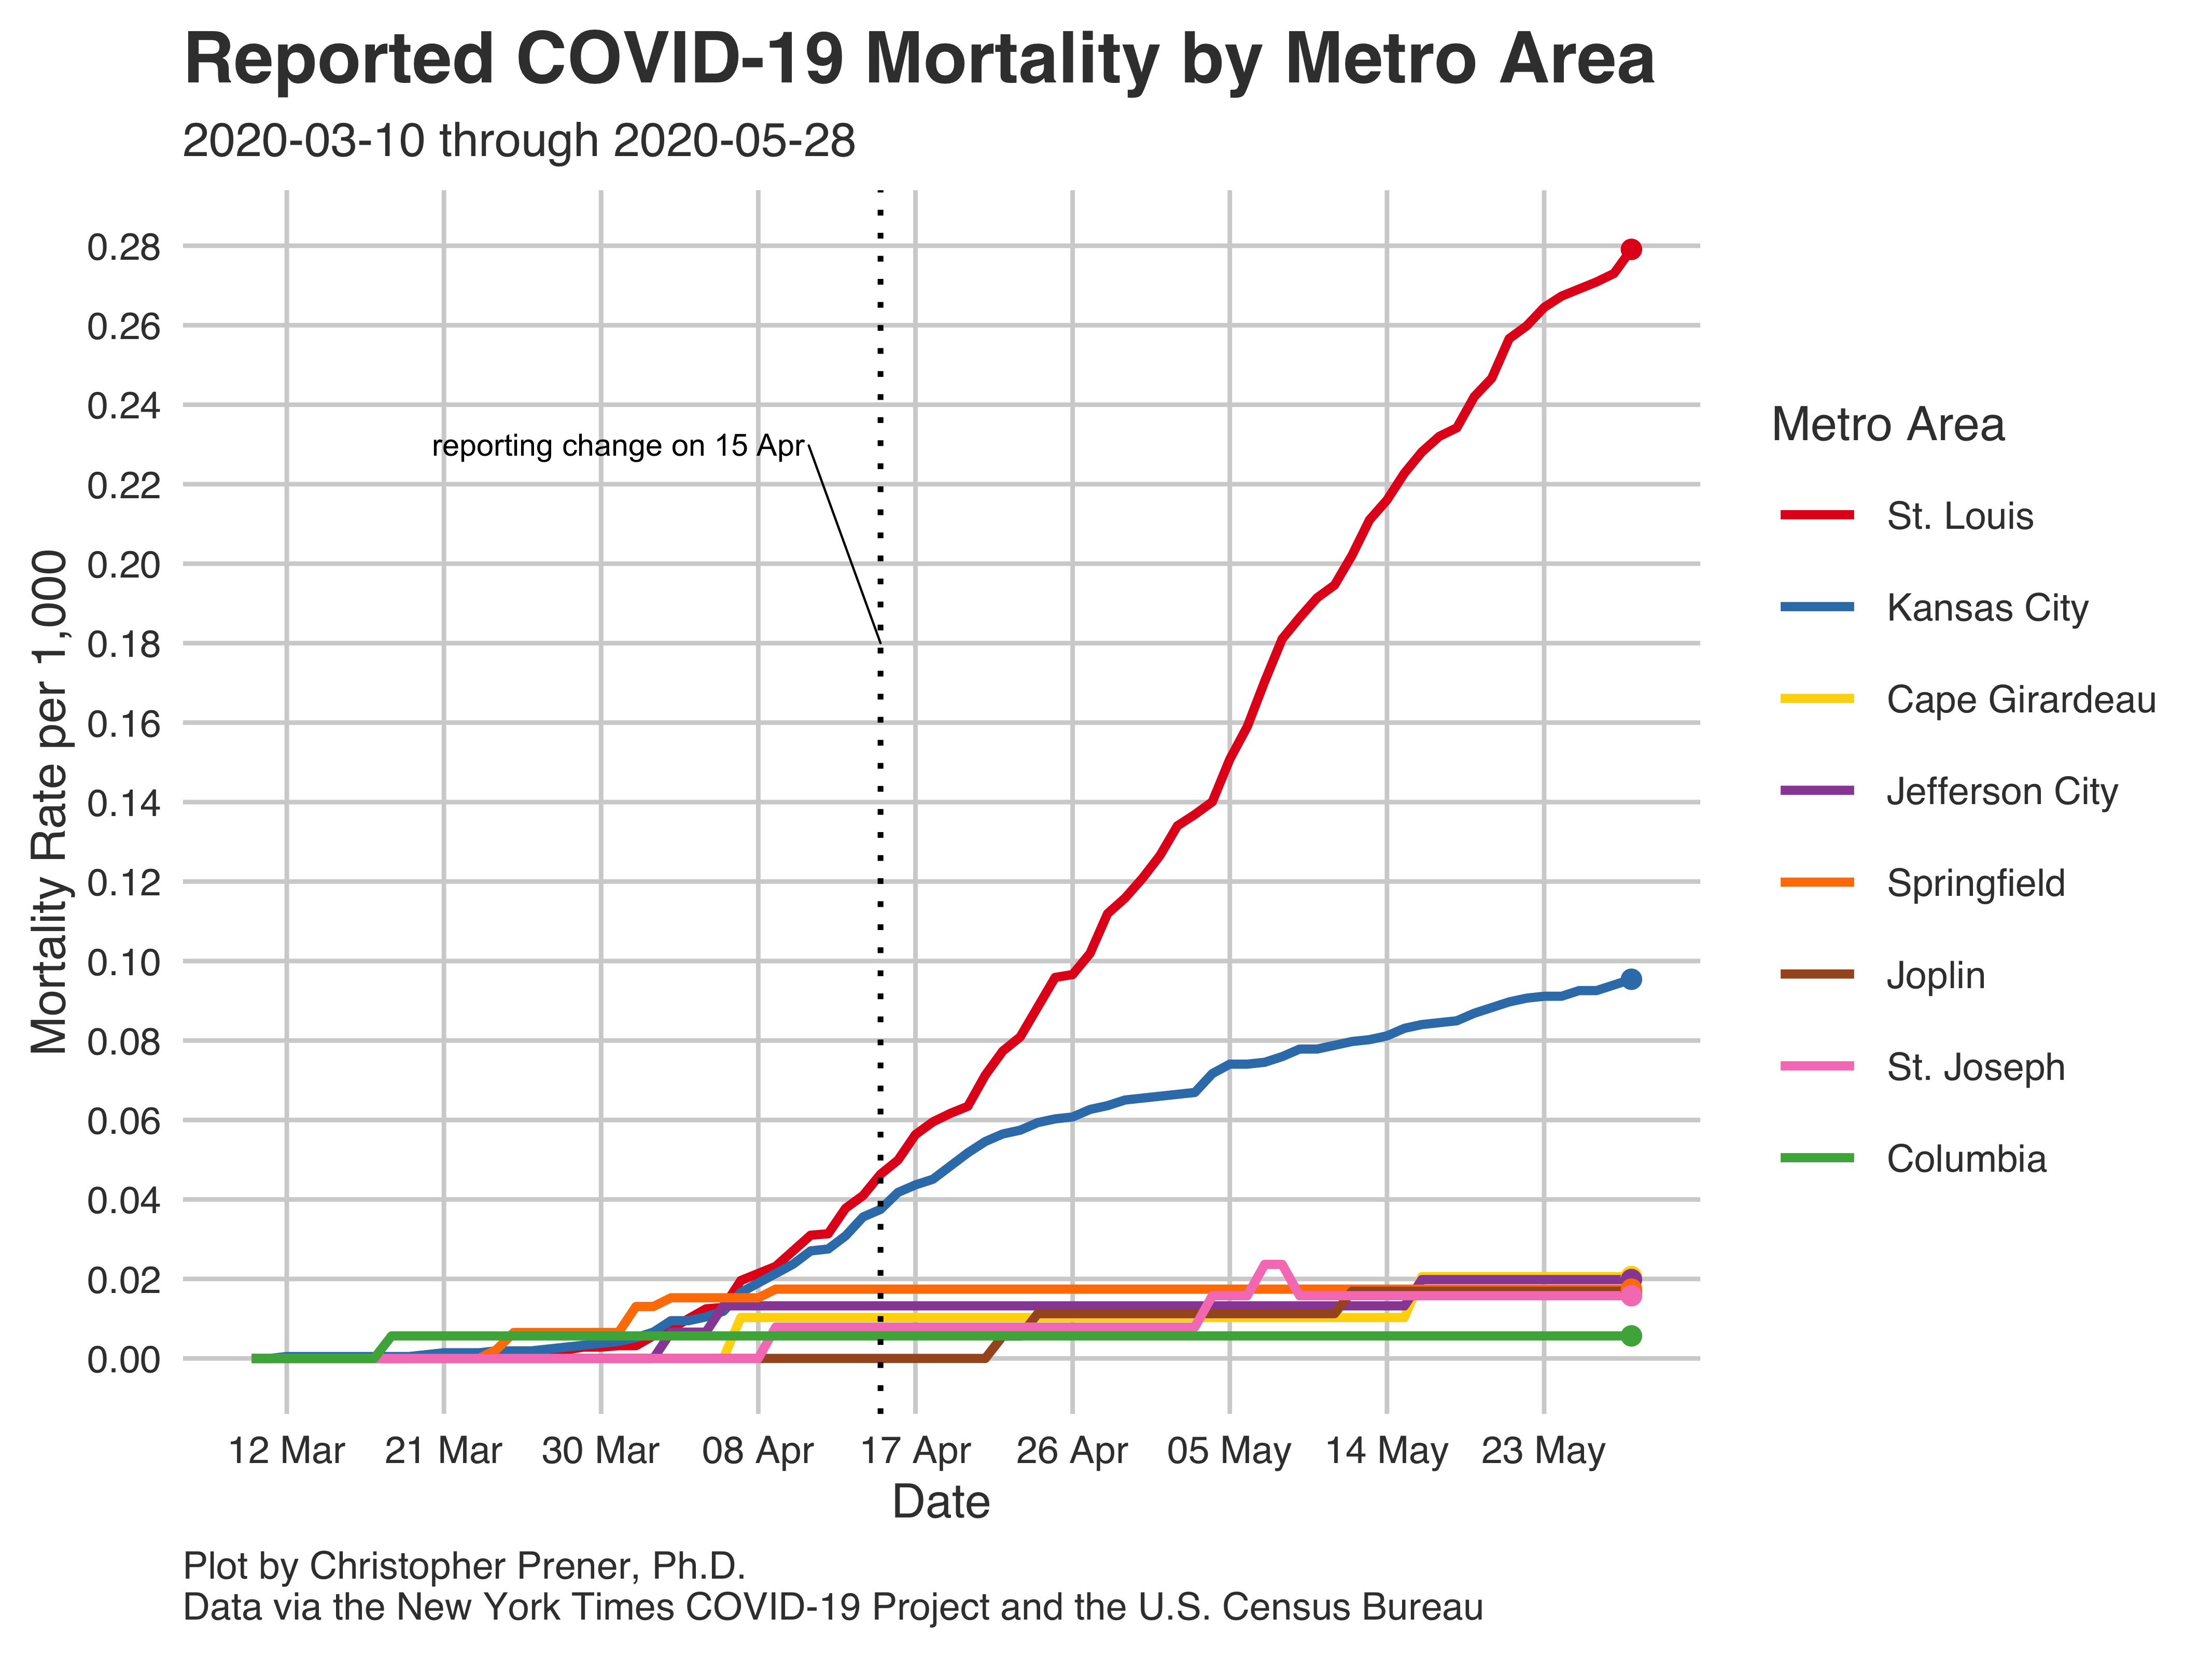 Reported COVID-19 Mortality by Metro Area
2020-03-10 through 2020-05-28
Mortality Rate per 1,000
0.28
0.26
0.24
0.22
0.20
0.18
0.16
0.14
0.12
0.10
0.08
0.06
0.04
0.02
0.00
reporting change on 15 Apr
12 Mar 21 Mar 30 Mar 08 Apr 17 Apr 26 Apr 05 May 14 May 23 May
Date
Metro Area
St. Louis
Kansas City
Cape Girardeau
Jefferson City
Springfield
Joplin
St. Joseph
Columbia
Plot by Christopher Prener, Ph.D.
Data via the New York Times COVID-19 Project and the U.S. Census Bureau